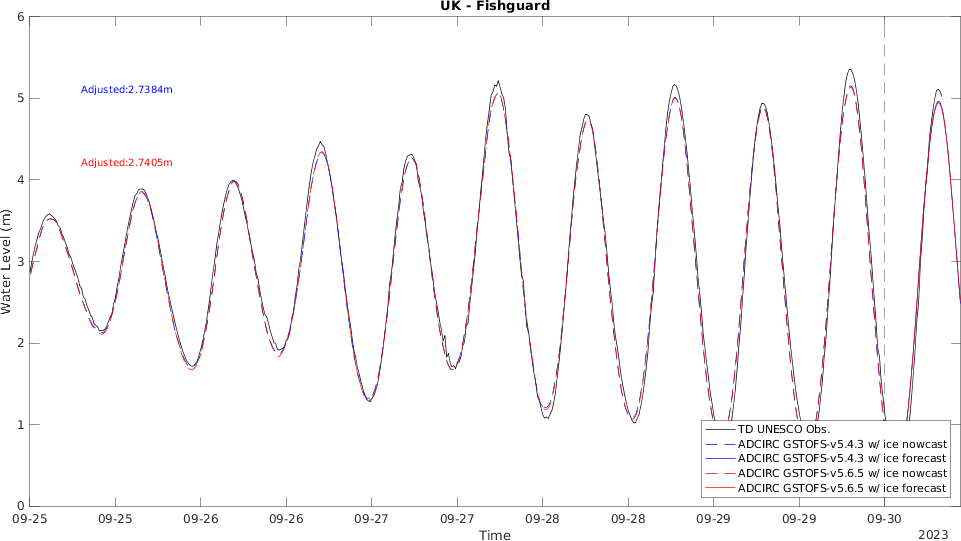 UK - Fishguard
6
5
4
3
2
1
0
Water Level (m)
Adjusted:2.7384m
Adjusted:2.7405m
TD UNESCO Obs.
ADCIRC GSTOFS-v5.4.3 w/ ice nowcast
ADCIRC GSTOFS-v5.4.3 w/ ice forecast
ADCIRC GSTOFS-v5.6.5 w/ ice nowcast
ADCIRC GSTOFS-v5.6.5 w/ ice forecast
09-25 09-25 09-26 09-26 09-27 09-27 09-28 09-28 09-29 09-29 09-30
Time
2023